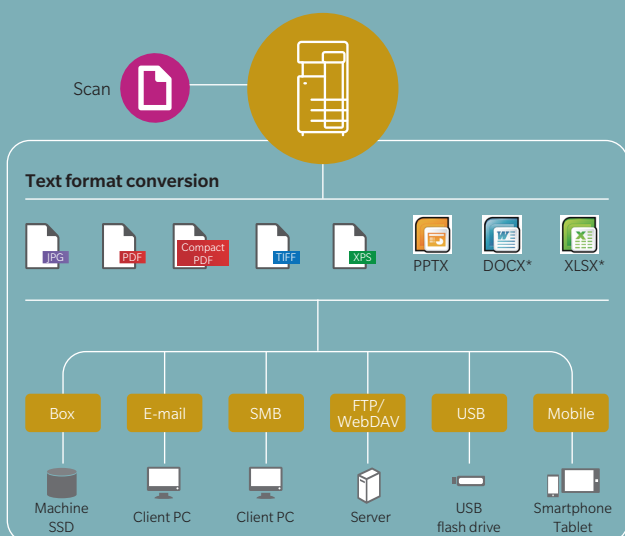 Scan
Text format conversion
JPG
PDF
Compact
PDF
TIFF
XPS
PPTX
DOCX*
XLSX*
Box
E-mail
SMB
FTP/
WebDAV
USB
Mobile
Machine
SSD
Client PC
Client PC
Server
USB
flash drive
Smartphone
Tablet